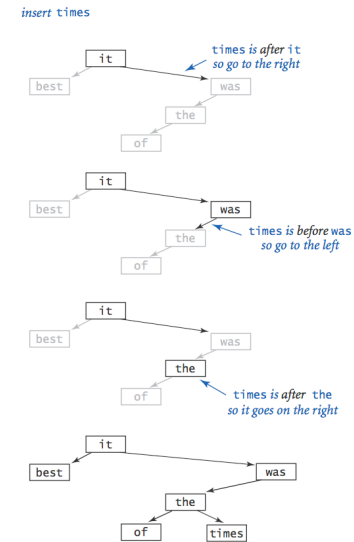 insert times
it
times is after it
so go to the right
best
was
the
of
it
best
was
times is before was
so go to the left
the
of
it
best
was
the
of
times is after the
so it goes on the right
it
best
was
the
of
times